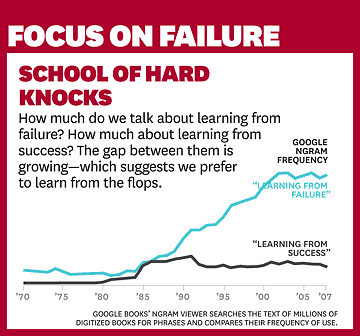 FOCUS ON FAILURE
SCHOOL OF HARD
KNOCKS
How much do we talk about learning from
failure? How much about learning from
success? The gap between them is
growing—which suggests we prefer
to learn from the flops.
GOOGLE
NGRAM
FREQUENCY
"LEARNING FROM
FAILURE"
"LEARNING FROM
SUCCESS"
'70 '75 '80 '85 '90 '95 '00 '05 '07
GOOGLE BOOKS' NGRAM VIEWER SEARCHES THE TEXT OF MILLIONS OF
DIGITIZED BOOKS FOR PHRASES AND COMPARES THEIR FREQUENCY OF USE.